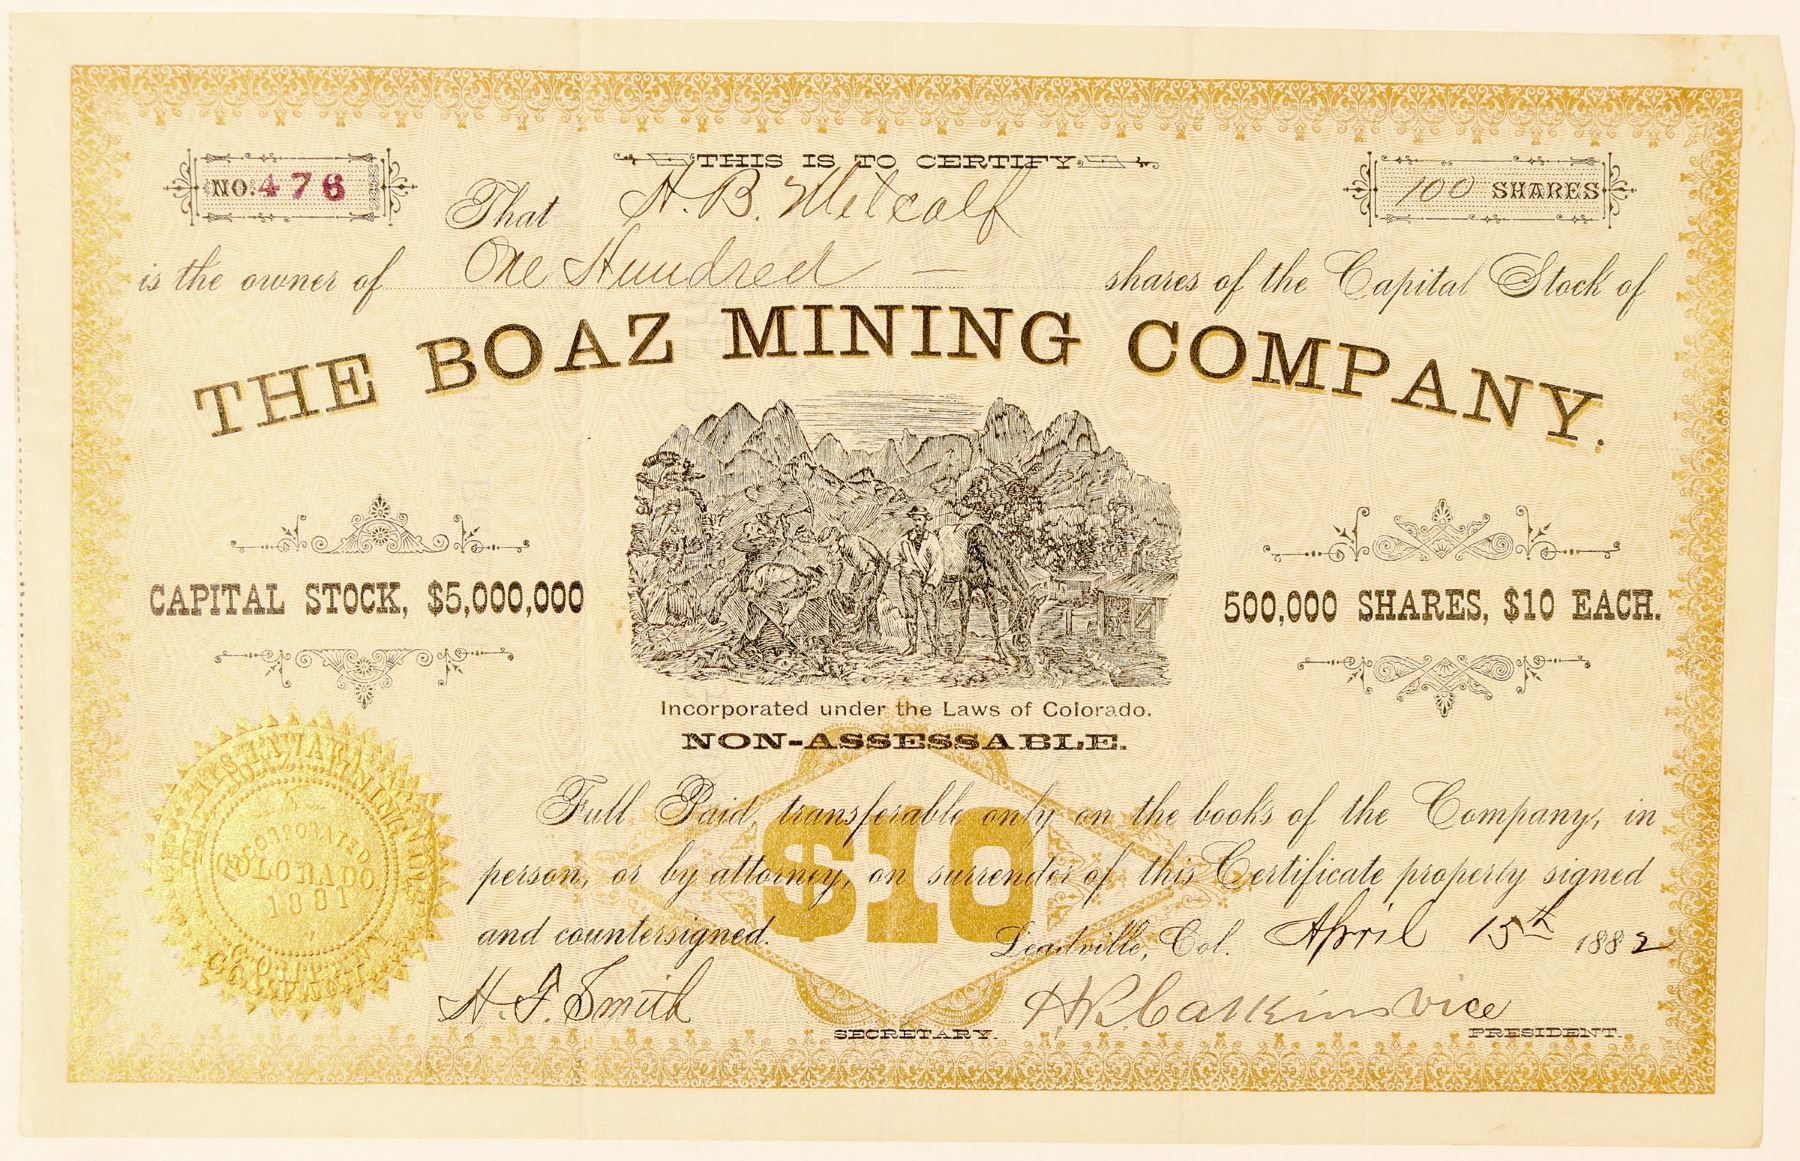 THIS IS TO CERTIFY
NO. 476
100 SHARES
That H. B. Metcalf
is the owner of One Hundred — shares of the Capital Stock of
THE BOAZ MINING COMPANY.
CAPITAL STOCK, $5,000,000
500,000 SHARES, $10 EACH.
Incorporated under the Laws of Colorado.
NON-ASSESSABLE.
$10
Full Paid, transferable only on the books of the Company, in
person, or by attorney, on surrender of this Certificate properly signed
and countersigned. Leadville, Col. April 15th 1882
H. F. Smith SECRETARY.
H R. Calkins vice PRESIDENT.
INCORPORATED
COLORADO
1881